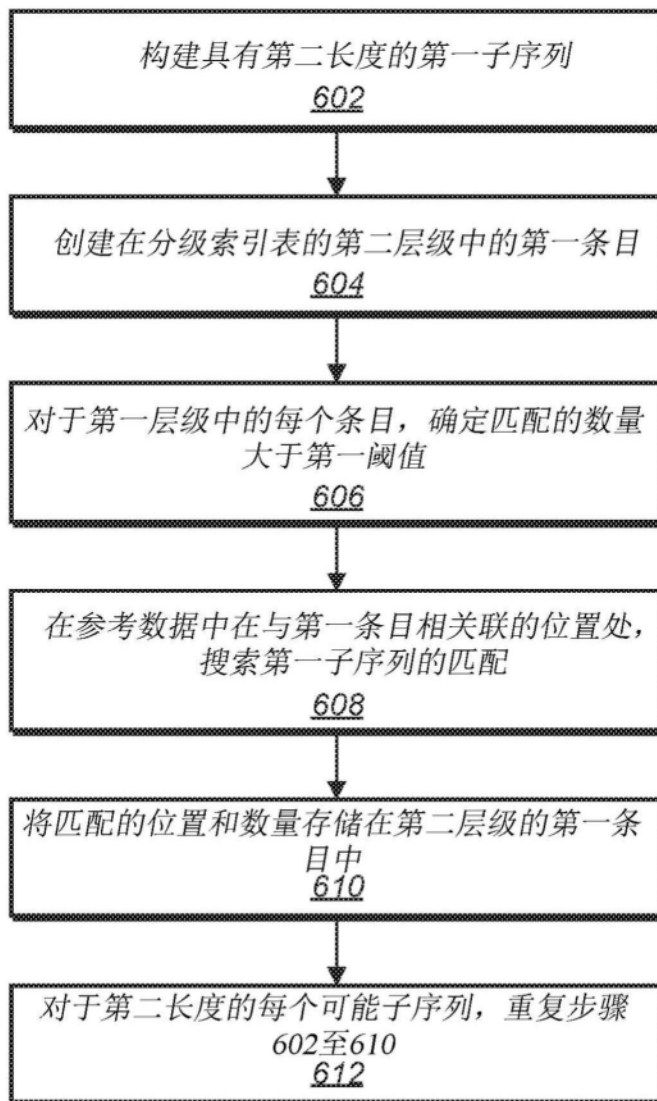 构建具有第二长度的第一子序列
602
创建在分级索引表的第二层级中的第一条目
604
对于第一层级中的每个条目，确定匹配的数量
大于第一阈值
606
在参考数据中在与第一条目相关联的位置处，
搜索第一子序列的匹配
608
将匹配的位置和数量存储在第二层级的第一条
目中
610
对于第二长度的每个可能子序列，重复步骤
602至610
612